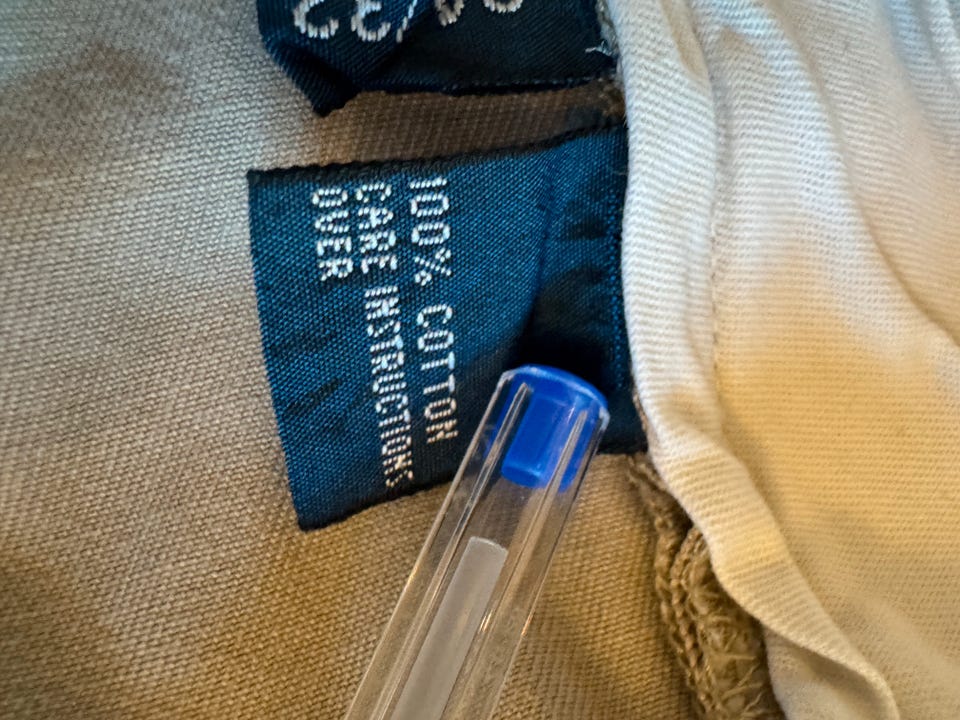 100% COTTON
CARE INSTRUCTIONS
OVER